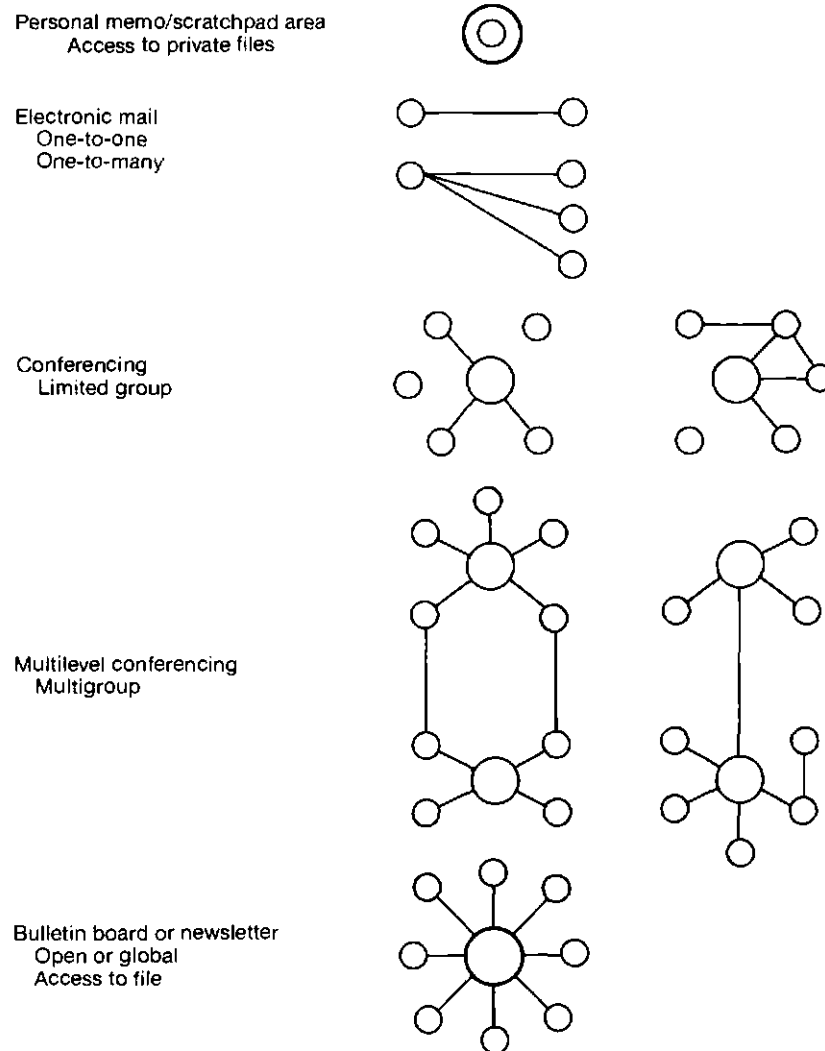 Personal memo/scratchpad area
Access to private files
Electronic mail
One-to-one
One-to-many
Conferencing
Limited group
Multilevel conferencing
Multigroup
Bulletin board or newsletter
Open or global
Access to file